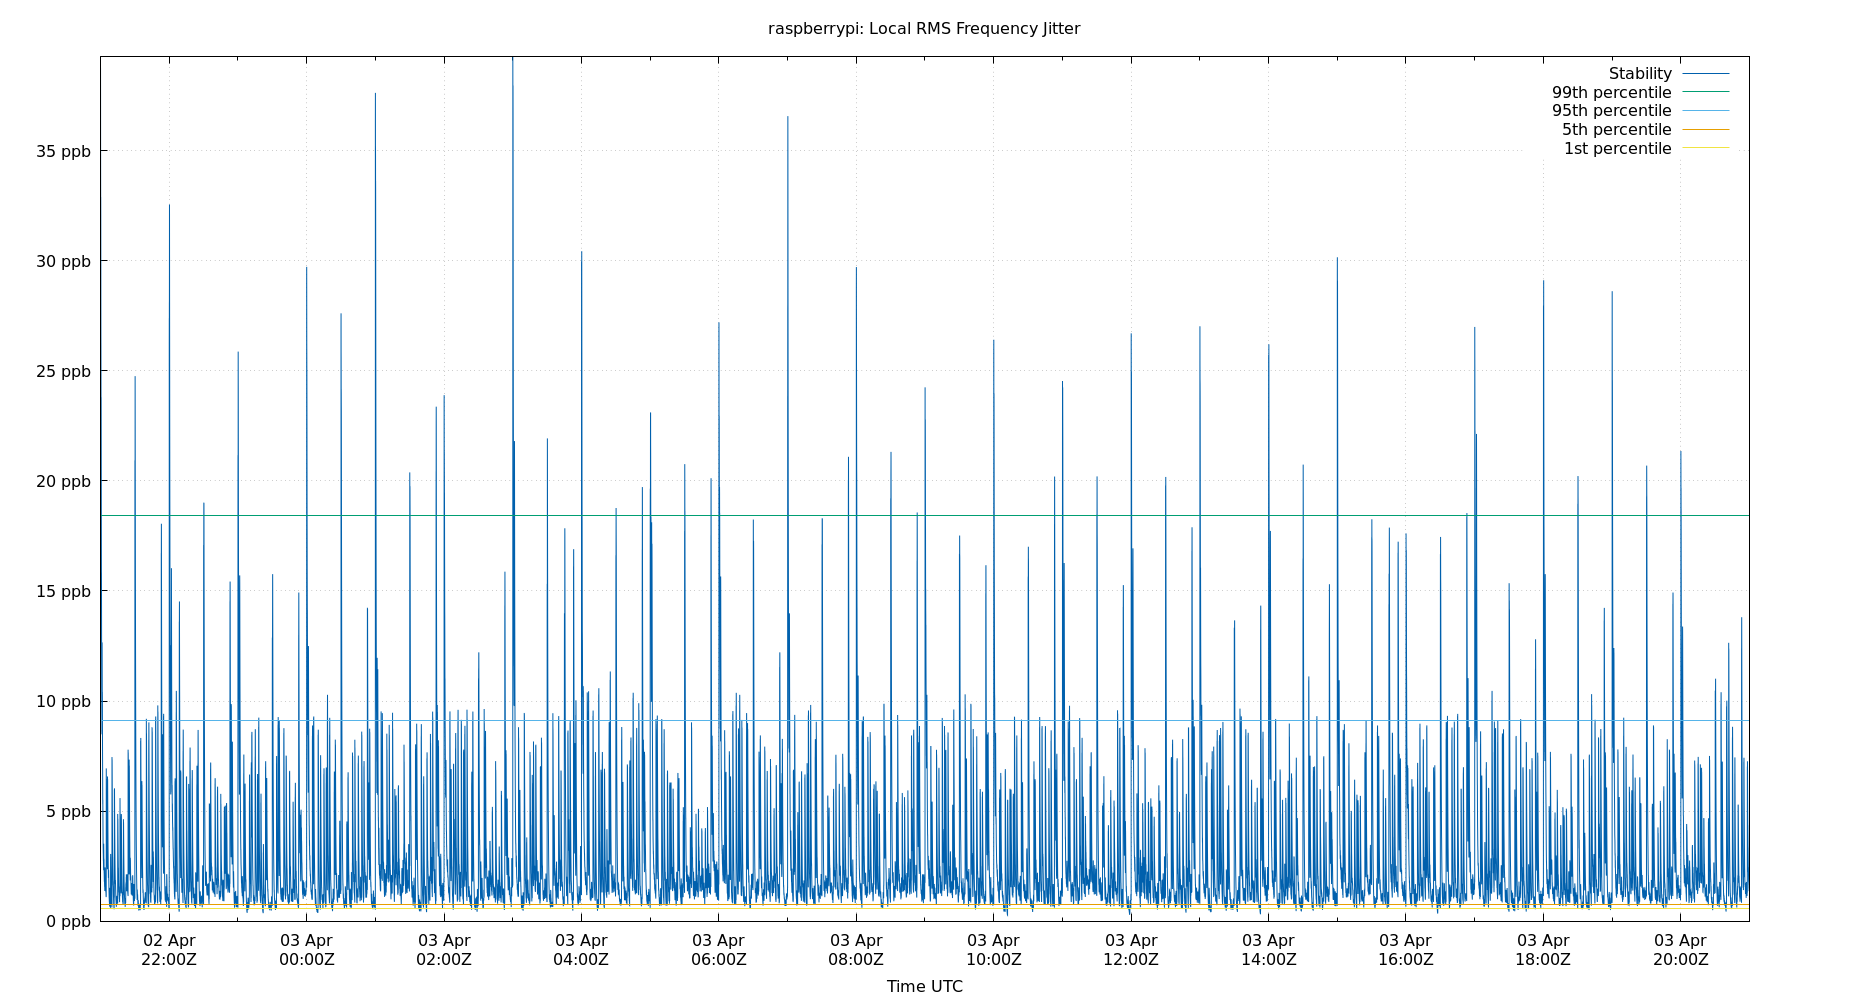 raspberrypi: Local RMS Frequency Jitter
Stability
99th percentile
95th percentile
5th percentile
1st percentile
35 ppb
30 ppb
25 ppb
20 ppb
15 ppb
10 ppb
5 ppb
0 ppb
02 Apr 03 Apr 03 Apr 03 Apr 03 Apr 03 Apr 03 Apr 03 Apr 03 Apr 03 Apr 03 Apr 03 Apr
22:00Z 00:00Z 02:00Z 04:00Z 06:00Z 08:00Z 10:00Z 12:00Z 14:00Z 16:00Z 18:00Z 20:00Z
Time UTC